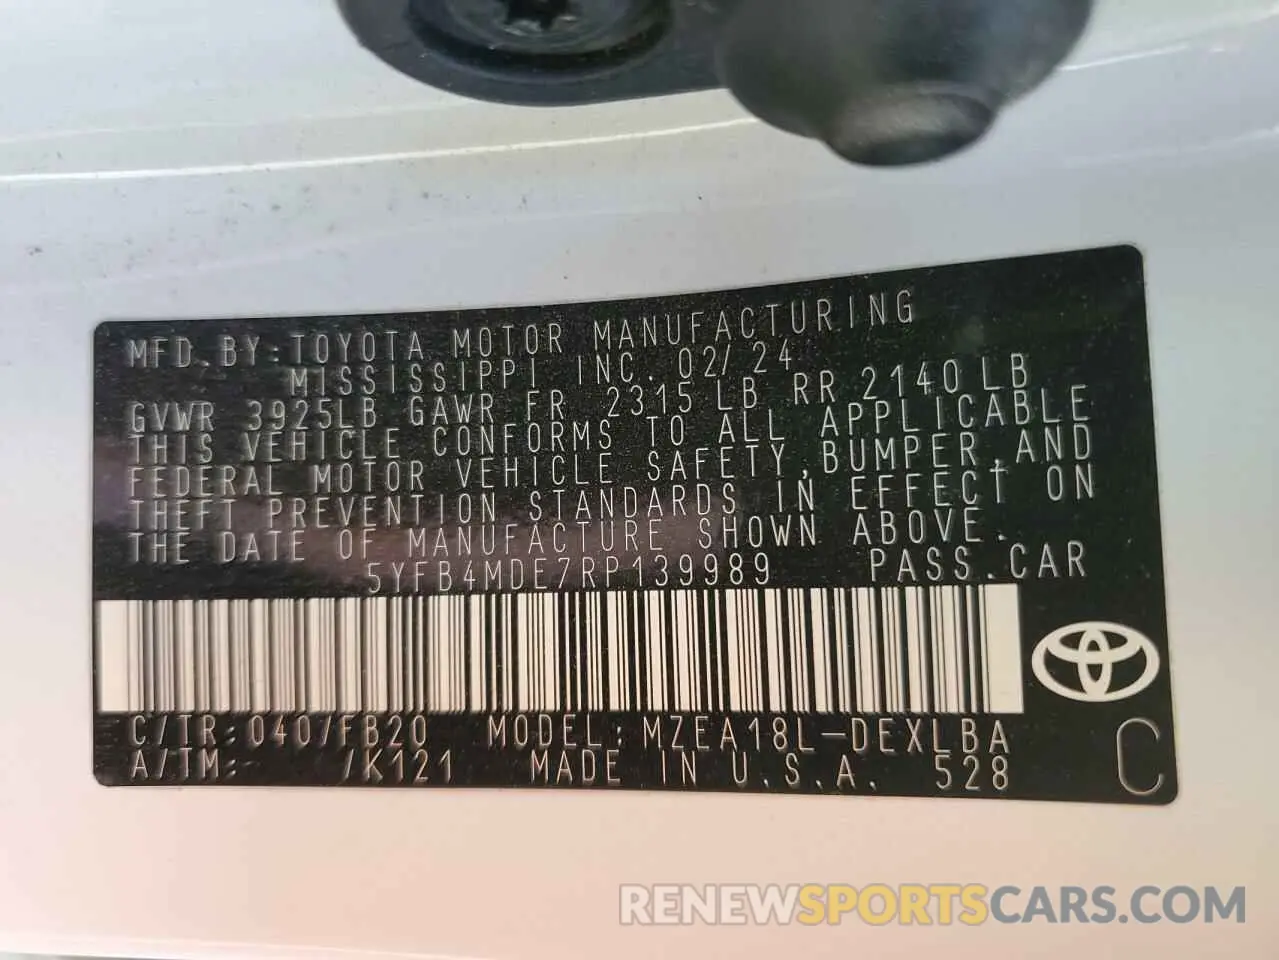 MFD. BY: TOYOTA MOTOR MANUFACTURING
MISSISSIPPI INC. 02/24
GVWR 3925LB GAWR FR 2315 LB RR 2140LB
THIS VEHICLE CONFORMS TO ALL APPLICABLE
FEDERAL MOTOR VEHICLE SAFETY, BUMPER, AND
THEFT PREVENTION STANDARDS IN EFFECT ON
THE DATE OF MANUFACTURE SHOWN ABOVE.
5YFB4MDE7RP139989 PASS. CAR
C/TR: 040/FB20 MODEL: MZEA18L-DEXLBA
A/TM: - /K121 MADE IN U.S.A. 528
C
RENEWSPORTSCARS.COM